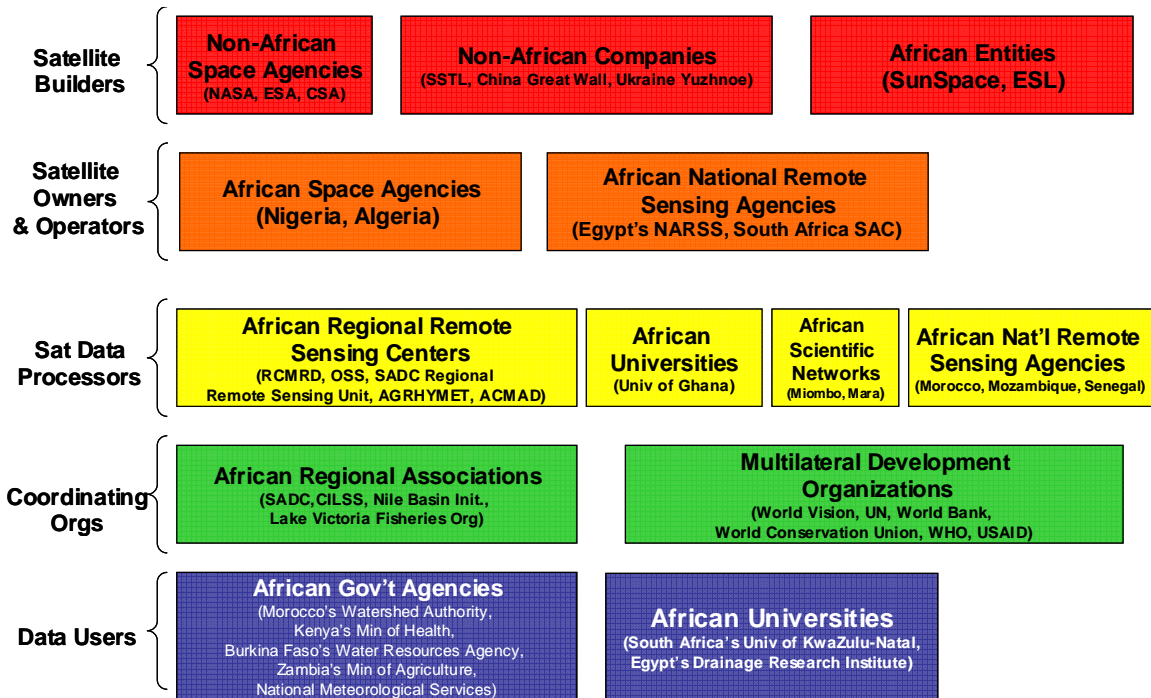 Satellite
Builders
Non-African
Space Agencies
(NASA, ESA, CSA)
Non-African Companies
(SSTL, China Great Wall, Ukraine Yuzhnoe)
African Entities
(SunSpace, ESL)
Satellite
Owners
& Operators
African Space Agencies
(Nigeria, Algeria)
African National Remote
Sensing Agencies
(Egypt's NARSS, South Africa SAC)
Sat Data
Processors
African Regional Remote
Sensing Centers
(RCMRD, OSS, SADC Regional
Remote Sensing Unit, AGRHYMET, ACMAD)
African
Universities
(Univ of Ghana)
African
Scientific
Networks
(Miombo, Mara)
African Nat'l Remote
Sensing Agencies
(Morocco, Mozambique, Senegal)
Coordinating
Orgs
African Regional Associations
(SADC,CILSS, Nile Basin Init.,
Lake Victoria Fisheries Org)
Multilateral Development
Organizations
(World Vision, UN, World Bank,
World Conservation Union, WHO, USAID)
Data Users
African Gov't Agencies
(Morocco's Watershed Authority,
Kenya's Min of Health,
Burkina Faso's Water Resources Agency,
Zambia's Min of Agriculture,
National Meteorological Services)
African Universities
(South Africa's Univ of KwaZulu-Natal,
Egypt's Drainage Research Institute)